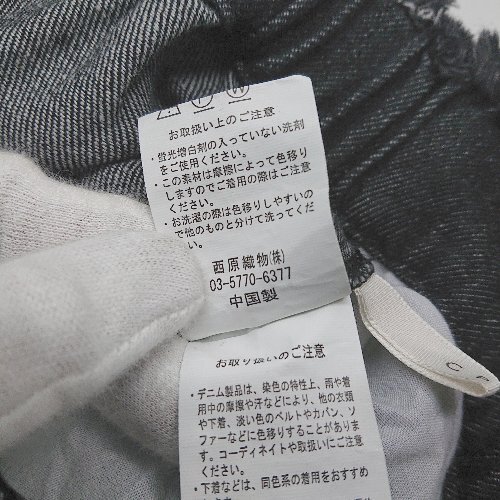 お取扱い上のご注意
・蛍光増白剤の入っていない洗剤
をご使用ください。
・この素材は摩擦によって色移り
しますのでご着用の際はご注意
ください。
・お洗濯の際は色移りしやすいの
で他のものと分けて洗ってくだ
い。
西原織物(株)
03-5770-6377
中国製
お取り扱いのご注意
・デニム製品は、染色の特性上、雨や着
用中の摩擦や汗などにより、他の衣類
や下着、淡い色のベルトやカバン、ソ
ファーなどに色移りすることがありま
す。コーディネイトや取扱いにご注意
ください。
・下着などは、同色系の着用をおすすめ